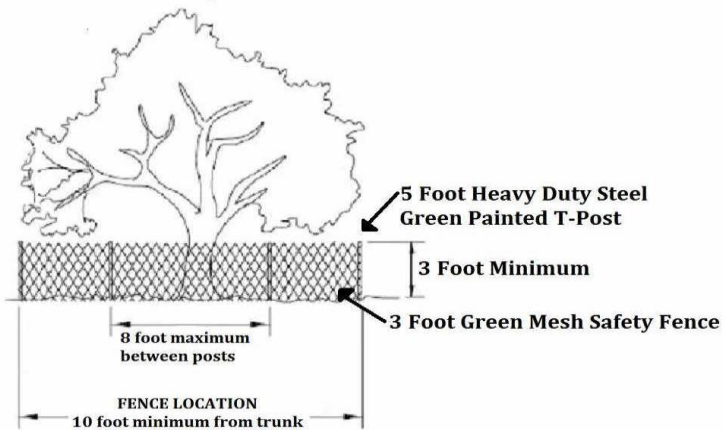 5 Foot Heavy Duty Steel
Green Painted T-Post
3 Foot Minimum
3 Foot Green Mesh Safety Fence
8 foot maximum
between posts
FENCE LOCATION
10 foot minimum from trunk